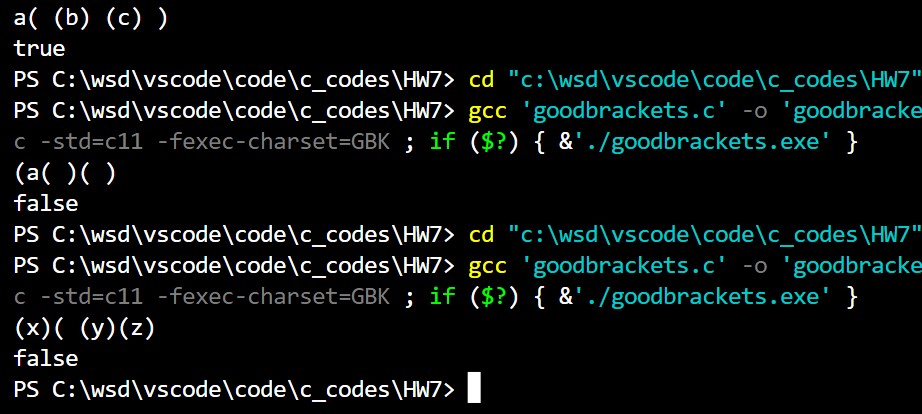 a( (b) (c) )
true
PS C:\wsd\vscode\code\c_codes\HW7> cd "c:\wsd\vscode\code\c_codes\HW7"
PS C:\wsd\vscode\code\c_codes\HW7> gcc 'goodbrackets.c' -o 'goodbracke
c -std=c11 -fexec-charset=GBK ; if ($?) { &'./goodbrackets.exe' }
(a( )( )
false
PS C:\wsd\vscode\code\c_codes\HW7> cd "c:\wsd\vscode\code\c_codes\HW7"
PS C:\wsd\vscode\code\c_codes\HW7> gcc 'goodbrackets.c' -o 'goodbracke
c -std=c11 -fexec-charset=GBK ; if ($?) { &'./goodbrackets.exe' }
(x)( (y)(z)
false
PS C:\wsd\vscode\code\c_codes\HW7>